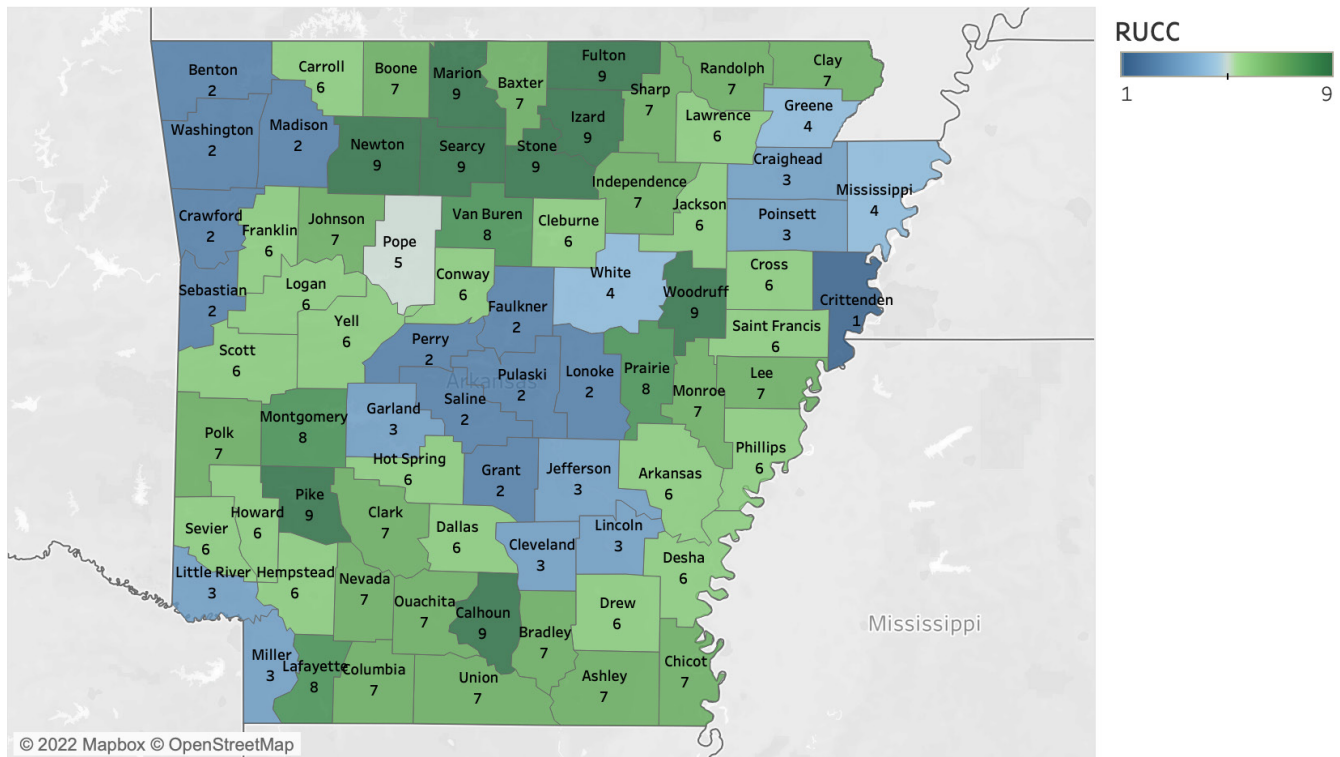 RUCC
1
9
Benton
2
Carroll
6
Boone
7
Marion
9
Baxter
7
Fulton
9
Sharp
7
Randolph
7
Clay
7
Washington
2
Madison
2
Newton
9
Searcy
9
Stone
9
Izard
9
Lawrence
6
Greene
4
Craighead
3
Mississippi
4
Crawford
2
Franklin
6
Johnson
7
Pope
5
Van Buren
8
Cleburne
6
Independence
7
Jackson
6
Poinsett
3
Sebastian
2
Logan
6
Conway
6
Faulkner
2
White
4
Woodruff
9
Cross
6
Crittenden
1
Scott
6
Yell
6
Perry
2
Arkansas
Pulaski
2
Lonoke
2
Prairie
8
Saint Francis
6
Lee
7
Monroe
7
Polk
7
Montgomery
8
Garland
3
Saline
2
Hot Spring
6
Grant
2
Jefferson
3
Arkansas
6
Phillips
6
Sevier
6
Howard
6
Pike
9
Clark
7
Dallas
6
Cleveland
3
Lincoln
3
Desha
6
Little River
3
Hempstead
6
Nevada
7
Ouachita
7
Calhoun
9
Bradley
7
Drew
6
Mississippi
Miller
3
Lafayette
8
Columbia
7
Union
7
Ashley
7
Chicot
7
© 2022 Mapbox © OpenStreetMap